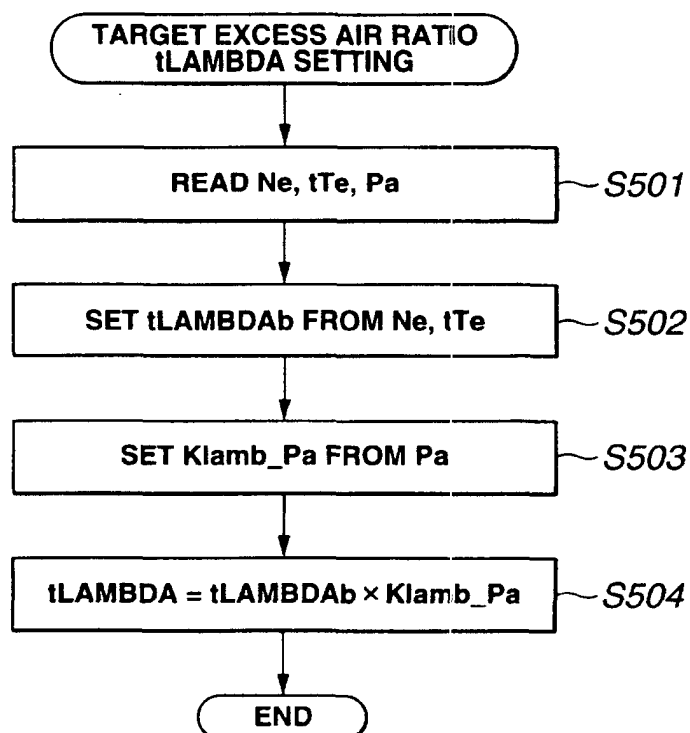 TARGET EXCESS AIR RATIO
tLAMBDA SETTING
READ Ne, tTe, Pa
S501
SET tLAMBDAb FROM Ne, tTe
S502
SET Klamb_Pa FROM Pa
S503
tLAMBDA = tLAMBDAb × Klamb_Pa
S504
END